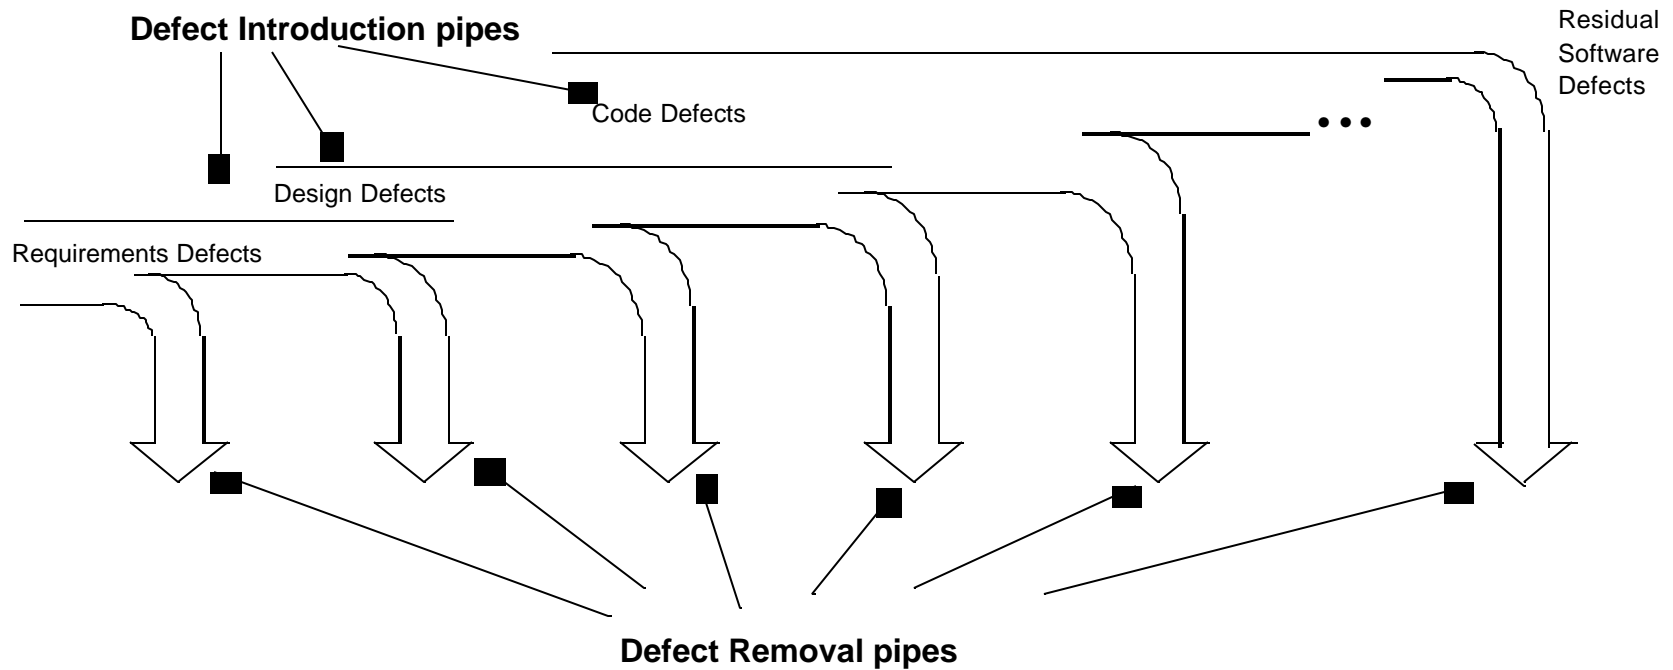 Defect Introduction pipes
Residual
Software
Defects
Code Defects
•••
Design Defects
Requirements Defects
Defect Removal pipes